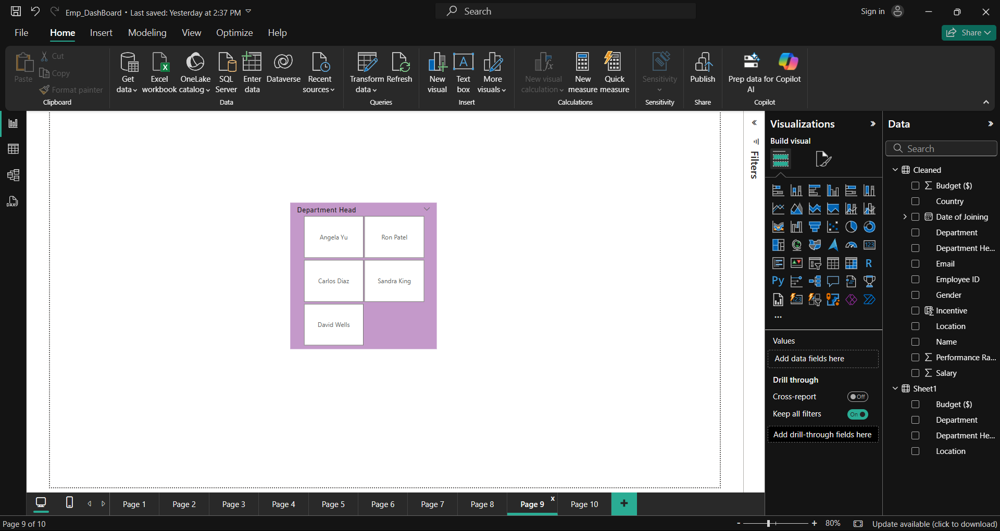 Emp_DashBoard • Last saved: Yesterday at 2:37 PM
Search
Sign in
File
Home
Insert
Modeling
View
Optimize
Help
Share
Paste
Cut
Copy
Format painter
Clipboard
Get data
Excel workbook
OneLake catalog
SQL Server
Enter data
Dataverse
Recent sources
Data
Transform data
Refresh
Queries
New visual
Text box
More visuals
Insert
New visual calculation
New measure
Quick measure
Calculations
Sensitivity
Sensitivity
Publish
Share
Prep data for AI
Copilot
Copilot
DAX
Department Head
Angela Yu
Ron Patel
Carlos Diaz
Sandra King
David Wells
Filters
Visualizations
Build visual
123
R
Py
123
...
Values
Add data fields here
Drill through
Cross-report
Off
Keep all filters
On
Add drill-through fields here
Data
Search
Cleaned
Budget ($)
Country
Date of Joining
Department
Department He...
Email
Employee ID
Gender
Incentive
Location
Name
Performance Ra...
Salary
Sheet1
Budget ($)
Department
Department He...
Location
Page 1
Page 2
Page 3
Page 4
Page 5
Page 6
Page 7
Page 8
Page 9
x
Page 10
+
Page 9 of 10
- + 80%
Update available (click to download)